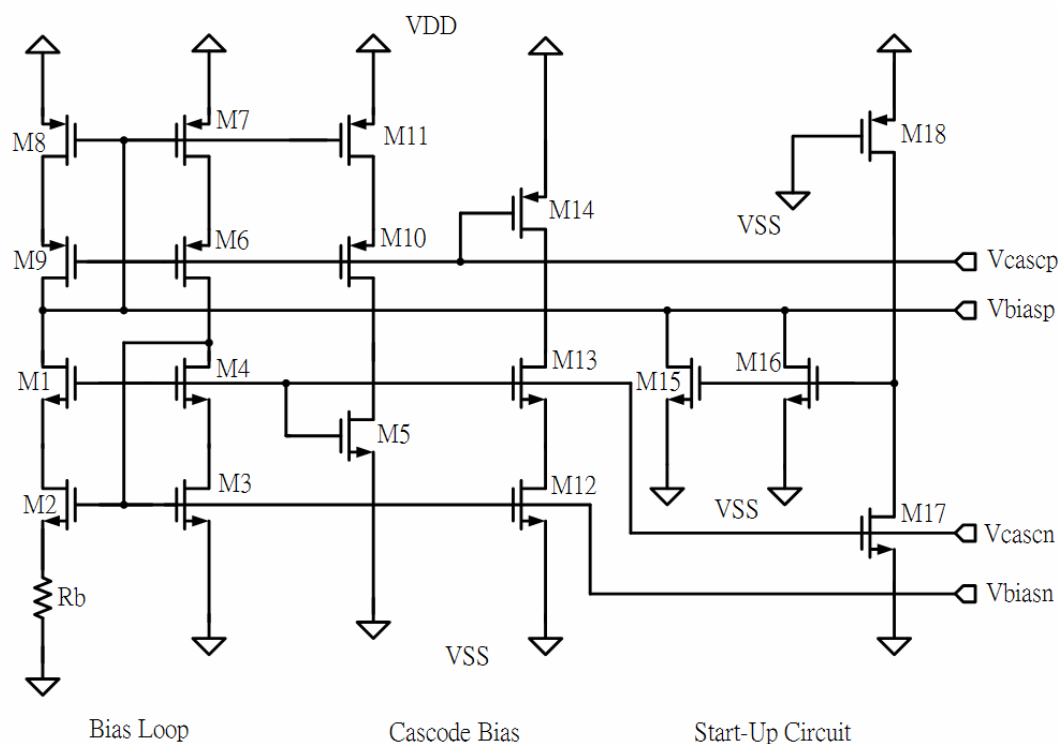 VDD
M8
M7
M11
M18
M14
VSS
M9
M6
M10
Vcascp
Vbiasp
M1
M4
M13
M15
M16
M5
M2
M3
M12
VSS
M17
Vcascn
Rb
Vbiasn
VSS
Bias Loop
Cascode Bias
Start-Up Circuit